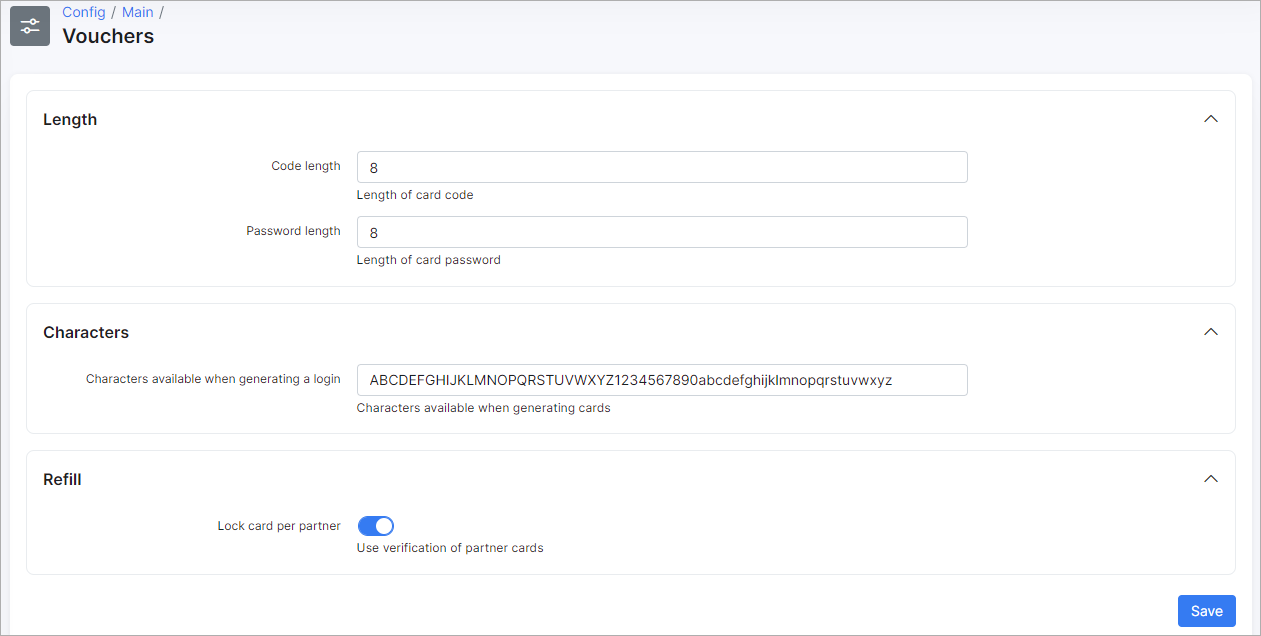 Config / Main /
Vouchers
Length
Code length 8
Length of card code
Password length 8
Length of card password
Characters
Characters available when generating a login ABCDEFGHIJKLMNOPQRSTUVWXYZ1234567890abcdefghijklmnopqrstuvwxyz
Characters available when generating cards
Refill
Lock card per partner
Use verification of partner cards
Save